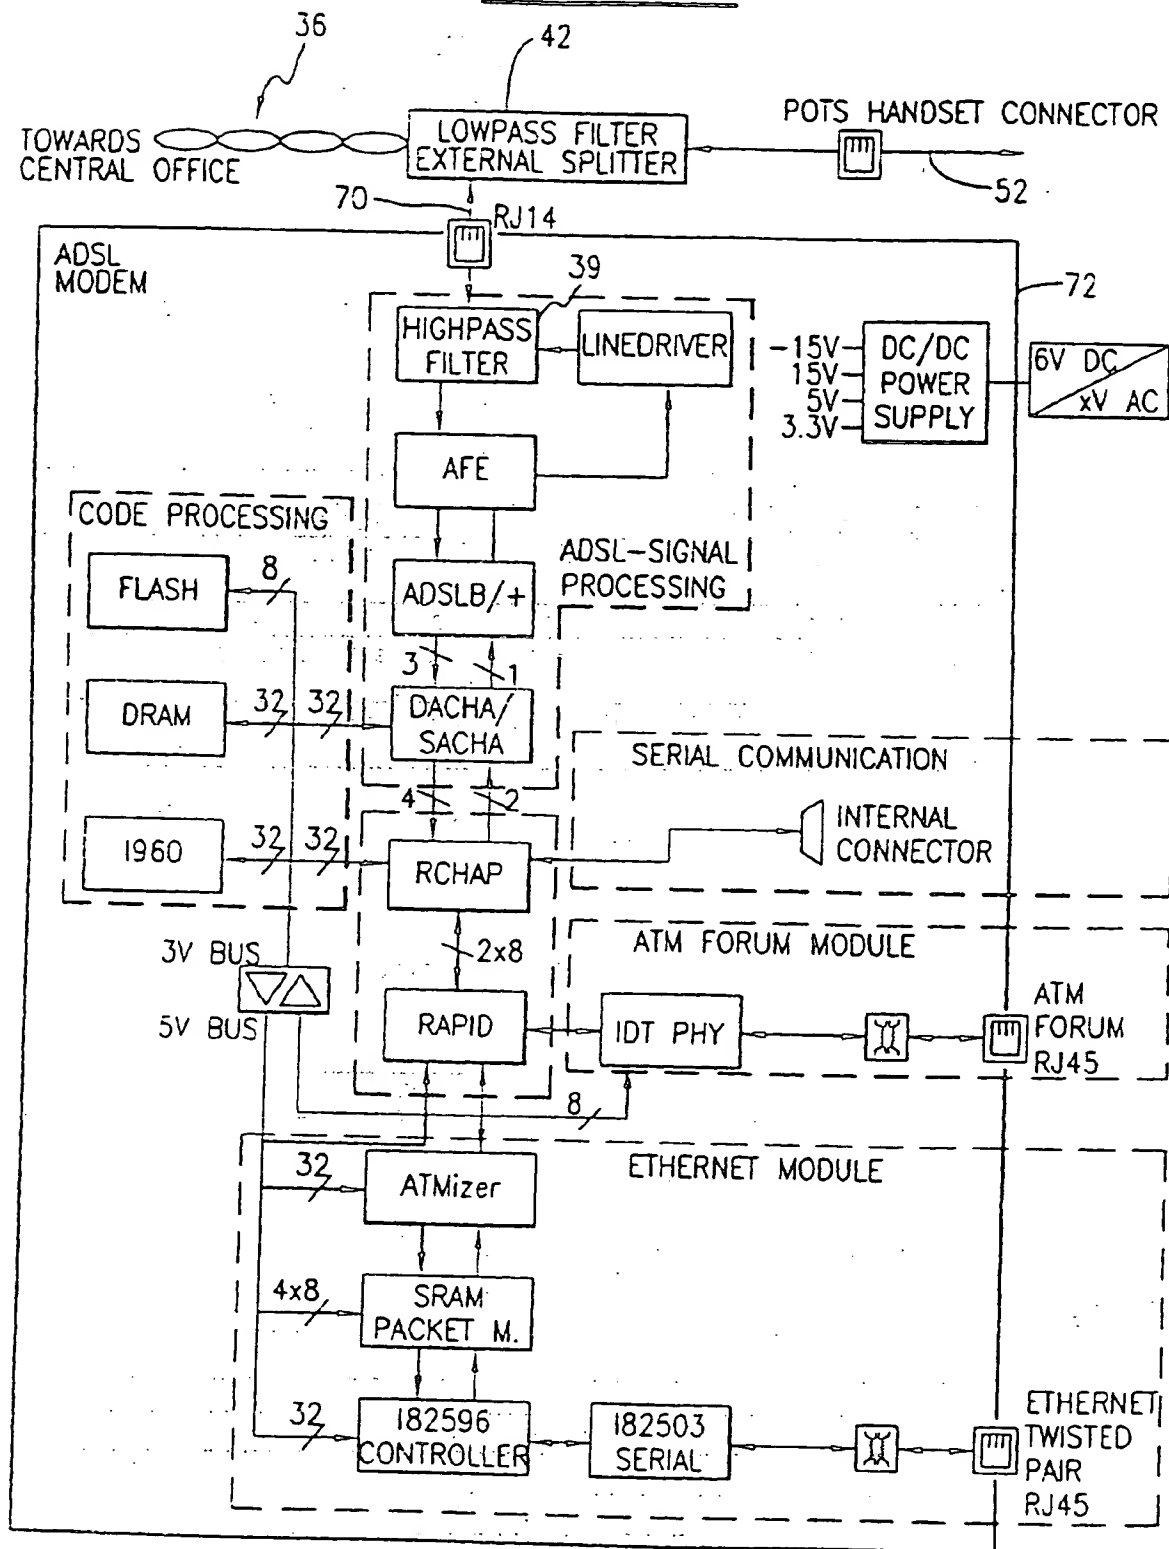 36
42
POTS HANDSET CONNECTOR
TOWARDS
CENTRAL OFFICE
LOWPASS FILTER
EXTERNAL SPLITTER
52
70
RJ14
ADSL
MODEM
39
72
HIGHPASS
FILTER
LINEDRIVER
-15V
15V
5V
3.3V
DC/DC
POWER
SUPPLY
6V DC
xV AC
AFE
CODE PROCESSING
ADSL-SIGNAL
PROCESSING
FLASH
8
ADSLB/+
3
1
DRAM
32
32
DACHA/
SACHA
SERIAL COMMUNICATION
4
2
I960
32
32
RCHAP
INTERNAL
CONNECTOR
2x8
ATM FORUM MODULE
3V BUS
5V BUS
RAPID
IDT PHY
ATM
FORUM
RJ45
8
ETHERNET MODULE
32
ATMizer
4x8
SRAM
PACKET M.
32
I82596
CONTROLLER
I82503
SERIAL
ETHERNET
TWISTED
PAIR
RJ45